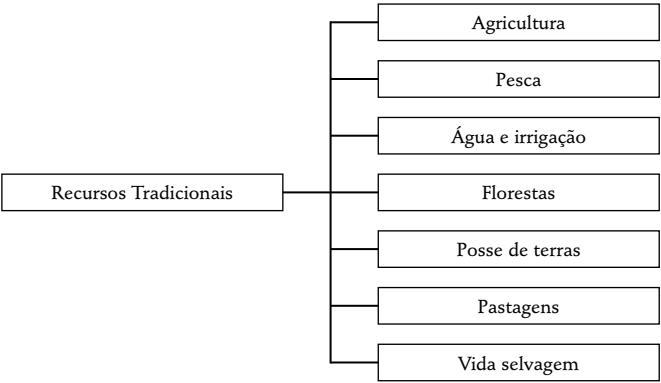 Agricultura
Pesca
Água e irrigação
Recursos Tradicionais
Florestas
Posse de terras
Pastagens
Vida selvagem